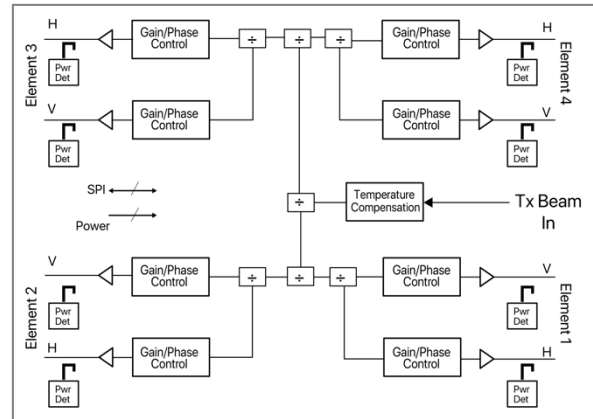 H
Gain/Phase
Control
÷
÷
÷
Gain/Phase
Control
H
Element 3
Pwr
Det
Pwr
Det
Element 4
V
Gain/Phase
Control
Gain/Phase
Control
V
Pwr
Det
Pwr
Det
SPI
Power
÷
Temperature
Compensation
Tx Beam
In
V
Gain/Phase
Control
÷
÷
÷
Gain/Phase
Control
V
Element 2
Pwr
Det
Pwr
Det
Element 1
H
Gain/Phase
Control
Gain/Phase
Control
H
Pwr
Det
Pwr
Det